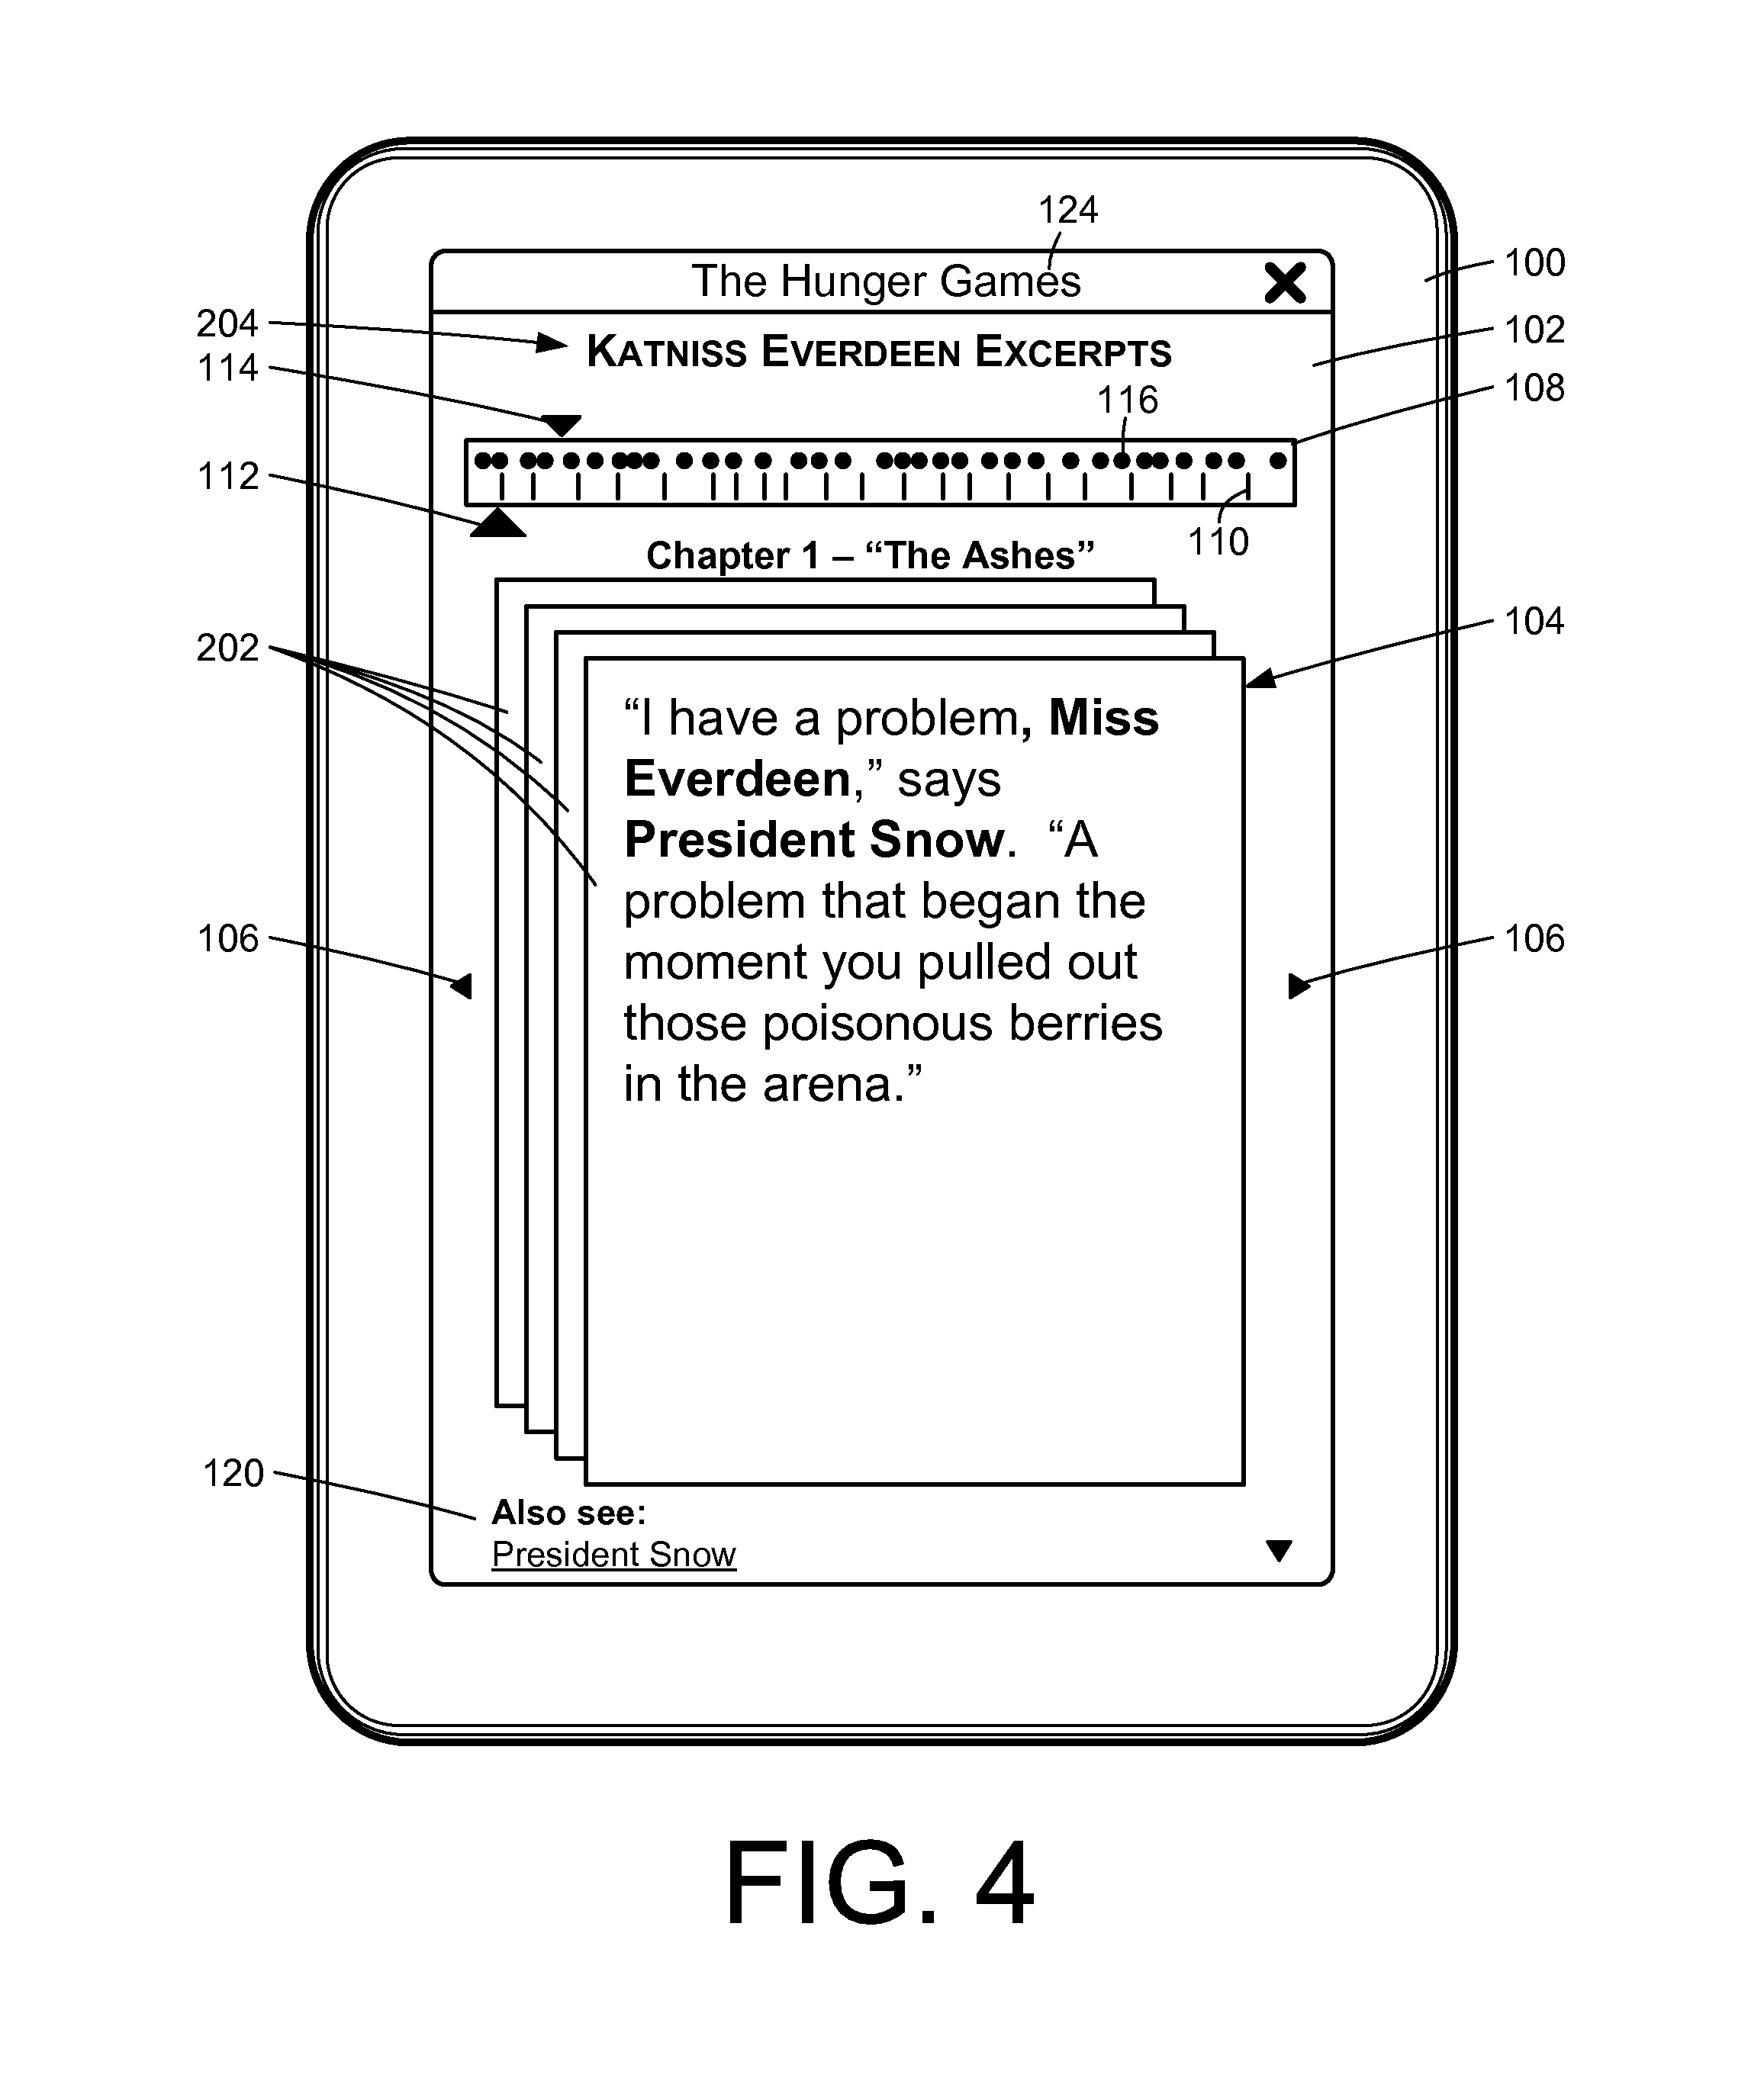 124
The Hunger Games
100
204
KATNISS EVERDEEN EXCERPTS
102
114
116
108
112
110
Chapter 1 – “The Ashes”
104
202
“I have a problem, Miss
Everdeen,” says
President Snow. “A
problem that began the
moment you pulled out
those poisonous berries
in the arena.”
106
106
120
Also see:
President Snow
FIG. 4